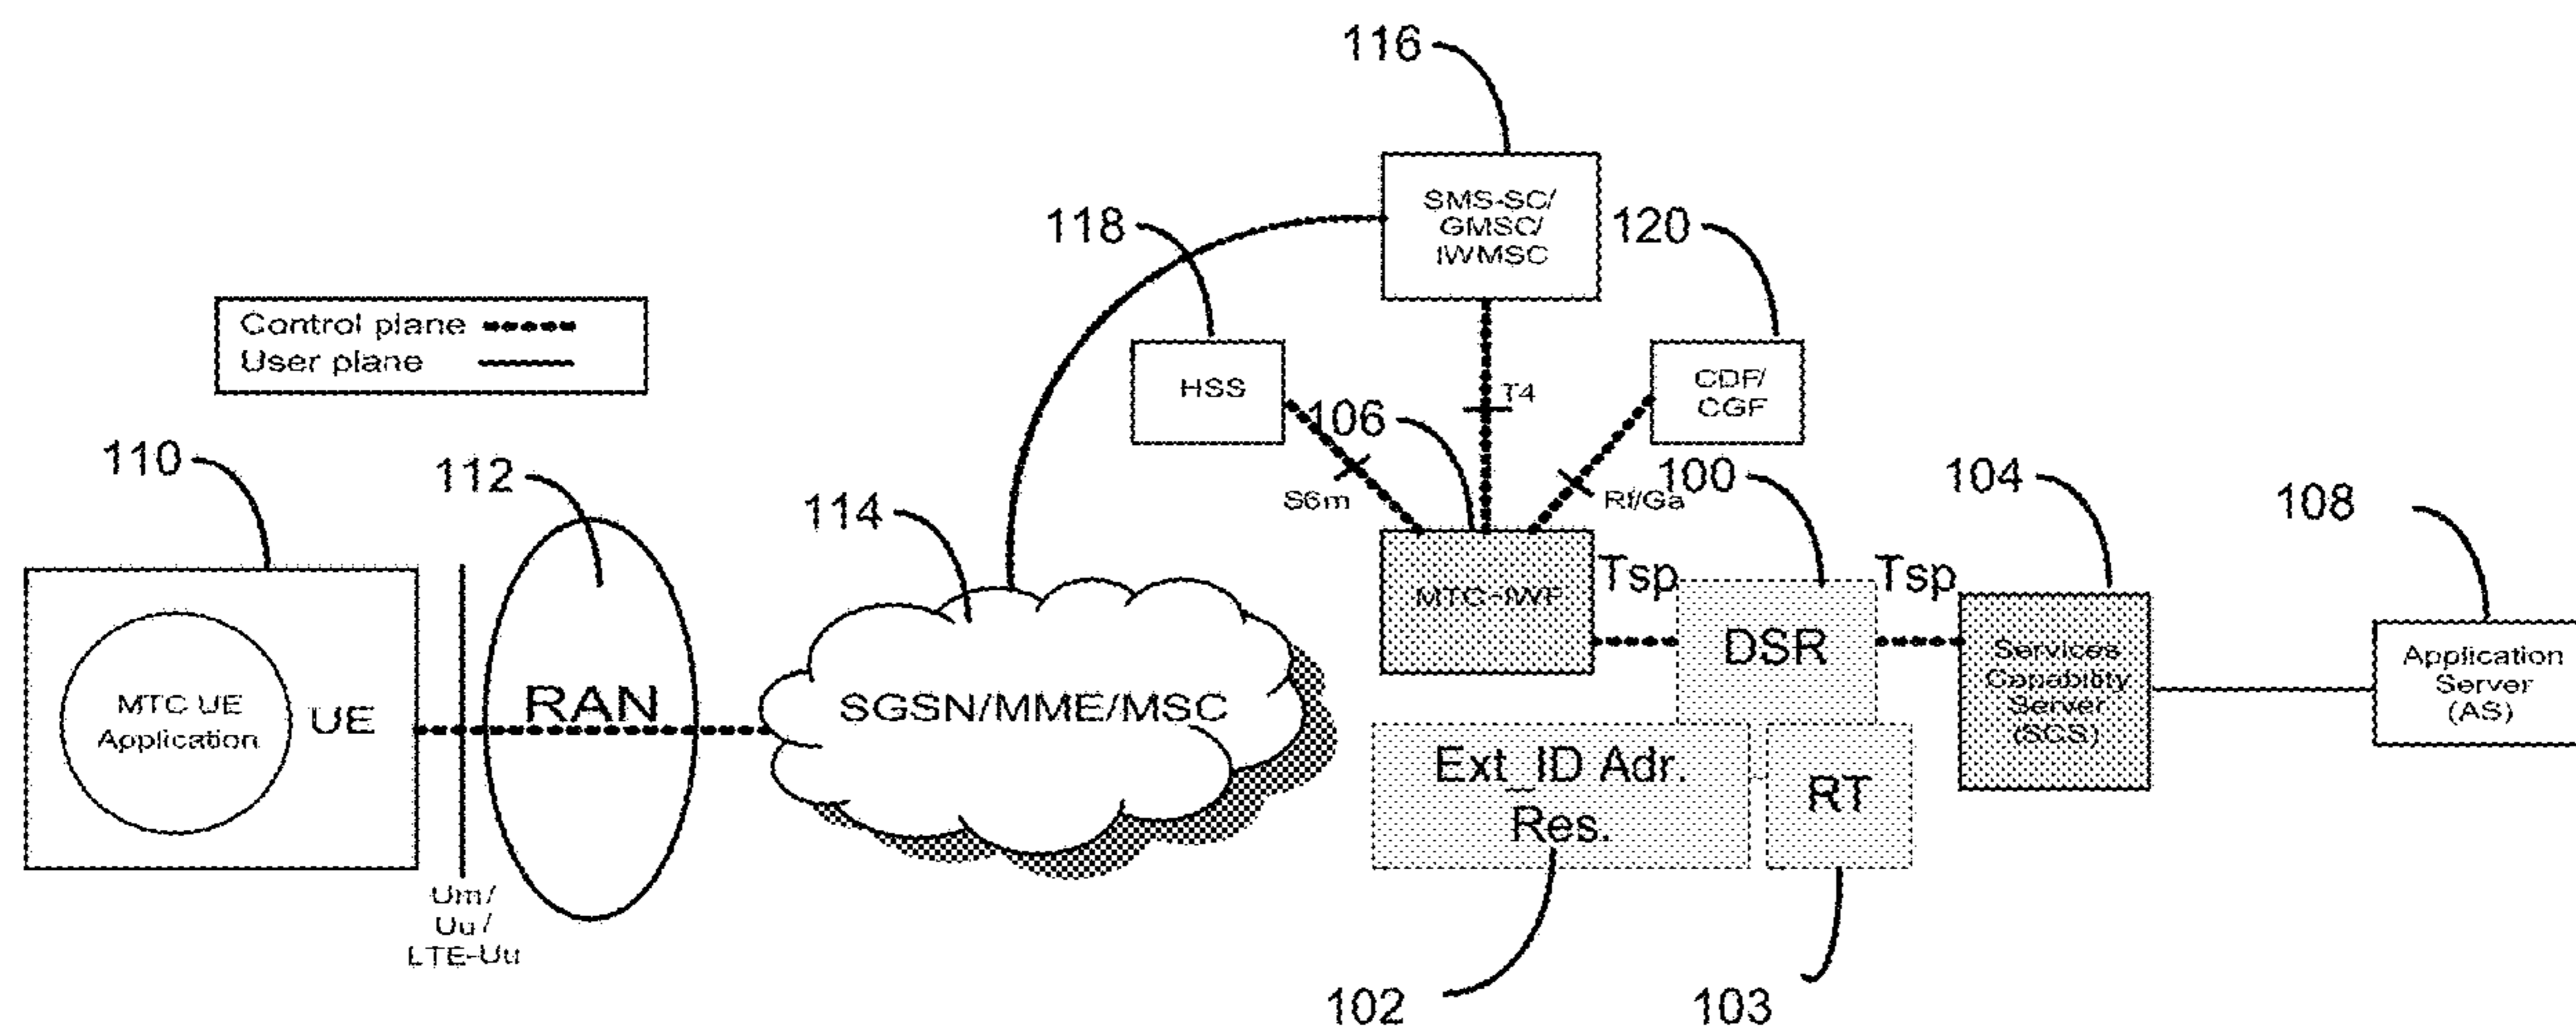 116
SMS-SC/
GMSC/
IWMSC
118
120
Control plane
User plane
HSS
T4
CDF/
CGF
106
110
112
114
S6m
Rf/Ga
100
104
108
MTC UE
Application
UE
RAN
SGSN/MME/MSC
MTC-IWF
Tsp
DSR
Tsp
Services
Capability
Server
(SCS)
Application
Server
(AS)
Ext_ID Adr.
Res.
RT
Um/
Uu/
LTE-Uu
102
103